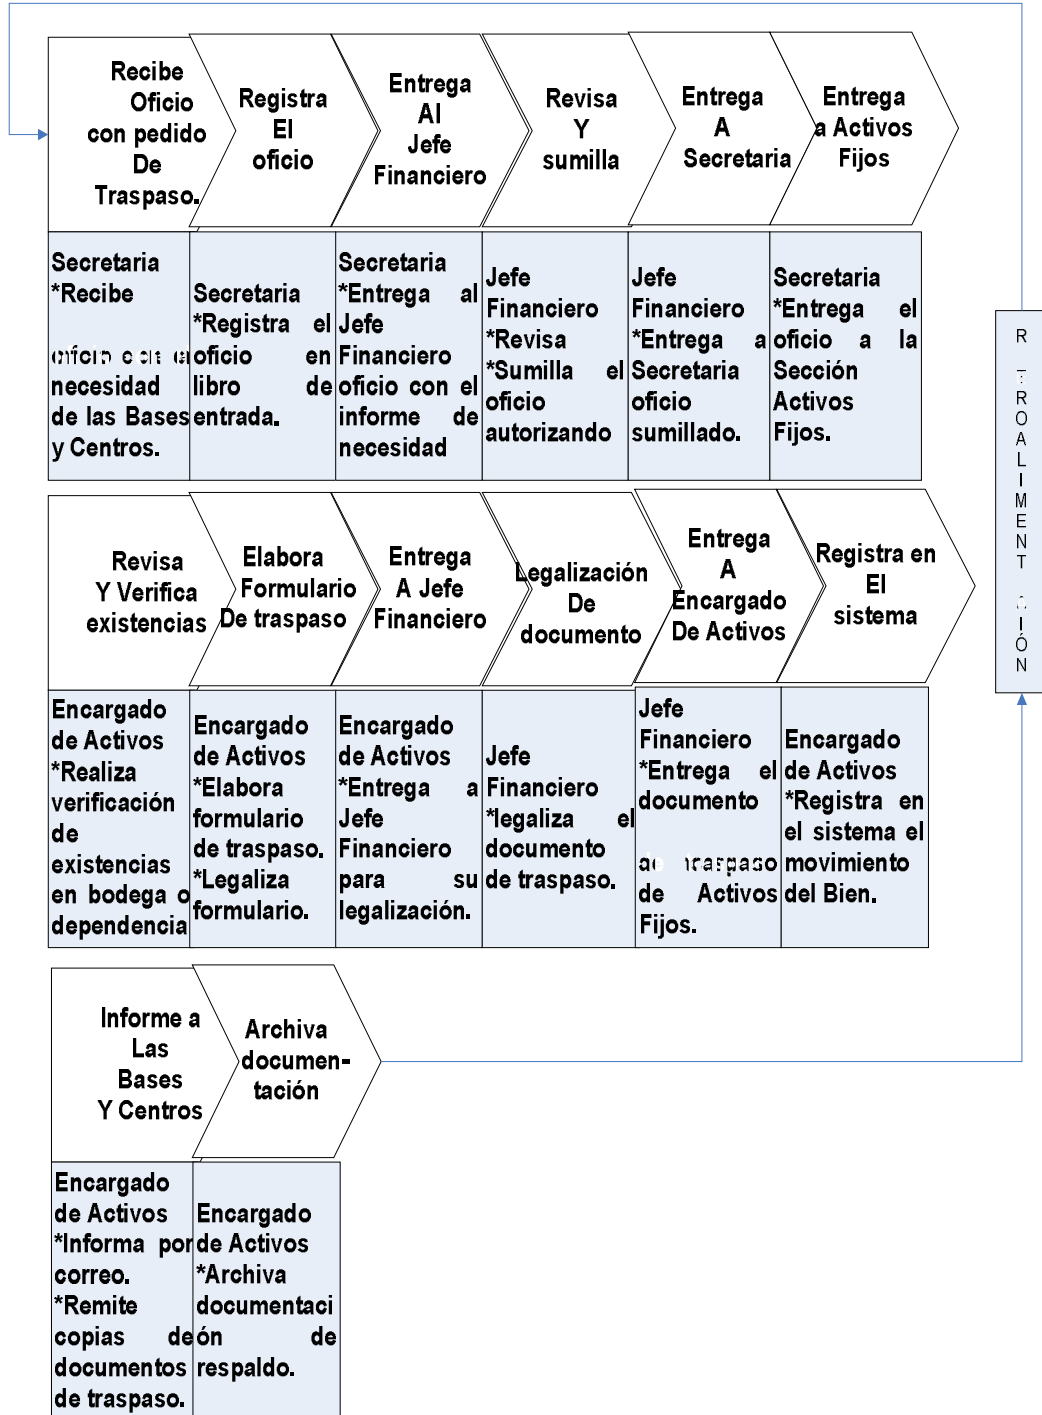 Recibe
Oficio
con pedido
De
Traspaso.
Registra
El
oficio
Entrega
Al
Jefe
Financiero
Revisa
Y
sumilla
Entrega
A
Secretaria
Entrega
a Activos
Fijos
Secretaria
*Recibe
oficio con el
necesidad
de las Bases
y Centros.
Secretaria
*Registra el
oficio en
libro de
entrada.
Secretaria
*Entrega al
Jefe
Financiero
oficio con el
informe de
necesidad
Jefe
Financiero
*Revisa
*Sumilla el
oficio
autorizando
Jefe
Financiero
*Entrega a
Secretaria
oficio
sumillado.
Secretaria
*Entrega el
oficio a la
Sección
Activos
Fijos.
Revisa
Y Verifica
existencias
Elabora
Formulario
De traspaso
Entrega
A Jefe
Financiero
Legalización
De
documento
Entrega
A
Encargado
De Activos
Registra en
El
sistema
Encargado
de Activos
*Realiza
verificación
de
existencias
en bodega o
dependencia
Encargado
de Activos
*Elabora
formulario
de traspaso.
*Legaliza
formulario.
Encargado
de Activos
*Entrega a
Jefe
Financiero
para su
legalización.
Jefe
Financiero
*legaliza el
documento
de traspaso.
Jefe
Financiero
*Entrega el
documento
de traspaso
de Activos
Fijos.
Encargado
de Activos
*Registra en
el sistema el
movimiento
del Bien.
Informe a
Las
Bases
Y Centros
Archiva
documen-
tación
Encargado
de Activos
*Informa por
correo.
*Remite
copias de
documentos
de traspaso.
Encargado
de Activos
*Archiva
documentaci
ón de
respaldo.
RETROALIMENTACIÓN